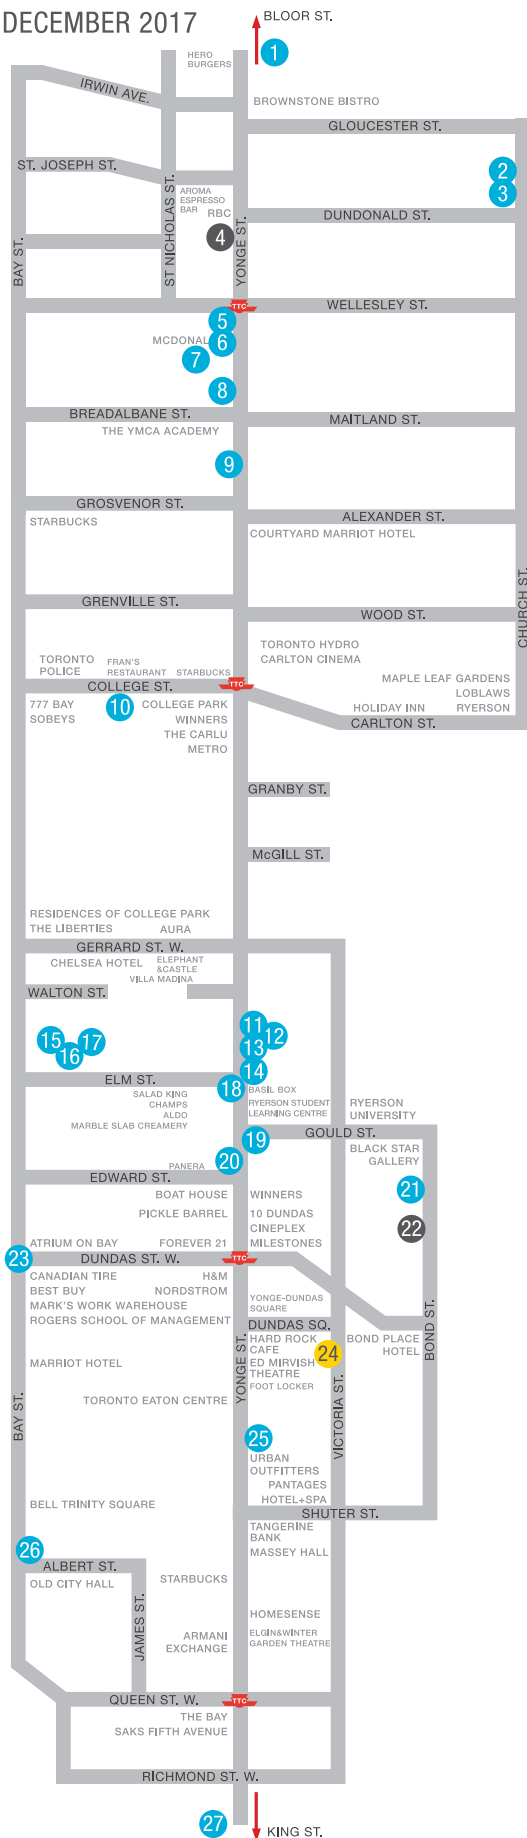 DECEMBER 2017
BLOOR ST.
1
HERO
BURGERS
IRWIN AVE.
BROWNSTONE BISTRO
GLOUCESTER ST.
ST. JOSEPH ST.
2
3
AROMA
ESPRESSO
BAR
RBC
DUNDONALD ST.
ST NICHOLAS ST.
YONGE ST.
BAY ST.
4
TTC
WELLESLEY ST.
5
MCDONAL
6
7
8
BREADALBANE ST.
MAITLAND ST.
THE YMCA ACADEMY
9
GROSVENOR ST.
ALEXANDER ST.
STARBUCKS
COURTYARD MARRIOT HOTEL
GRENVILLE ST.
WOOD ST.
CHURCH ST.
TORONTO HYDRO
CARLTON CINEMA
TORONTO
POLICE
FRAN'S
RESTAURANT
STARBUCKS
COLLEGE ST.
TTC
MAPLE LEAF GARDENS
LOBLAWS
HOLIDAY INN
RYERSON
CARLTON ST.
777 BAY
SOBEYS
10
COLLEGE PARK
WINNERS
THE CARLU
METRO
GRANBY ST.
McGILL ST.
RESIDENCES OF COLLEGE PARK
THE LIBERTIES
AURA
GERRARD ST. W.
CHELSEA HOTEL
ELEPHANT
&CASTLE
VILLA MADINA
WALTON ST.
11
12
13
14
15
16
17
ELM ST.
18
BASIL BOX
RYERSON STUDENT
LEARNING CENTRE
RYERSON
UNIVERSITY
SALAD KING
CHAMPS
ALDO
MARBLE SLAB CREAMERY
19
GOULD ST.
BLACK STAR
GALLERY
20
PANERA
EDWARD ST.
21
BOAT HOUSE
WINNERS
PICKLE BARREL
10 DUNDAS
CINEPLEX
22
ATRIUM ON BAY
FOREVER 21
MILESTONES
23
DUNDAS ST. W.
TTC
CANADIAN TIRE
H&M
BEST BUY
NORDSTROM
MARK'S WORK WAREHOUSE
ROGERS SCHOOL OF MANAGEMENT
YONGE-DUNDAS
SQUARE
DUNDAS SQ.
BOND ST.
HARD ROCK
CAFE
ED MIRVISH
THEATRE
FOOT LOCKER
24
BOND PLACE
HOTEL
MARRIOT HOTEL
YONGE ST.
TORONTO EATON CENTRE
VICTORIA ST.
BAY ST.
25
URBAN
OUTFITTERS
PANTAGES
HOTEL+SPA
BELL TRINITY SQUARE
SHUTER ST.
TANGERINE
BANK
MASSEY HALL
26
ALBERT ST.
OLD CITY HALL
STARBUCKS
JAMES ST.
HOMESENSE
ARMANI
EXCHANGE
ELGIN&WINTER
GARDEN THEATRE
QUEEN ST. W.
TTC
THE BAY
SAKS FIFTH AVENUE
RICHMOND ST. W.
27
KING ST.